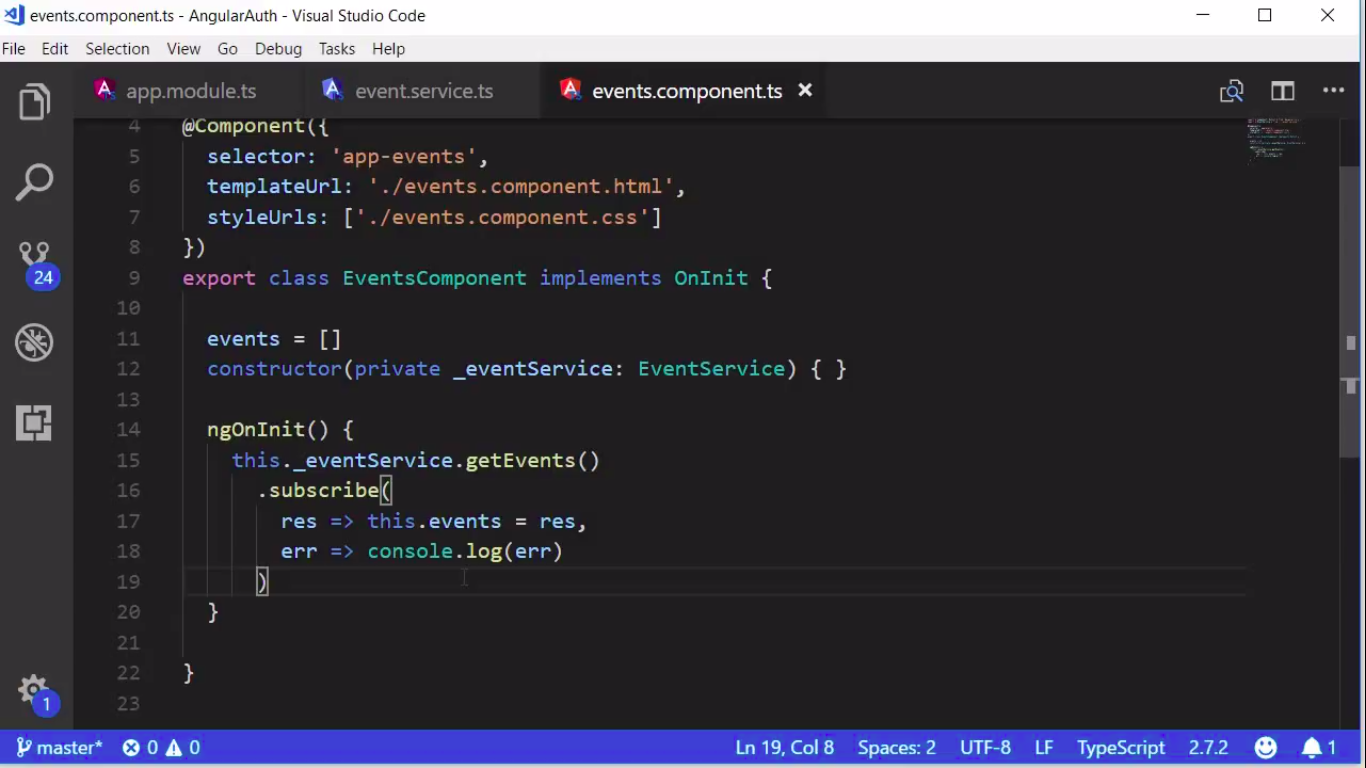 events.component.ts - AngularAuth - Visual Studio Code
File Edit Selection View Go Debug Tasks Help
app.module.ts event.service.ts events.component.ts
4 @Component({
5 selector: 'app-events',
6 templateUrl: './events.component.html',
7 styleUrls: ['./events.component.css']
8 })
9 export class EventsComponent implements OnInit {
10
11 events = []
12 constructor(private _eventService: EventService) { }
13
14 ngOnInit() {
15 this._eventService.getEvents()
16 .subscribe(
17 res => this.events = res,
18 err => console.log(err)
19 )
20 }
21
22 }
23
24
1
master* 0 0 Ln 19, Col 8 Spaces: 2 UTF-8 LF TypeScript 2.7.2 1